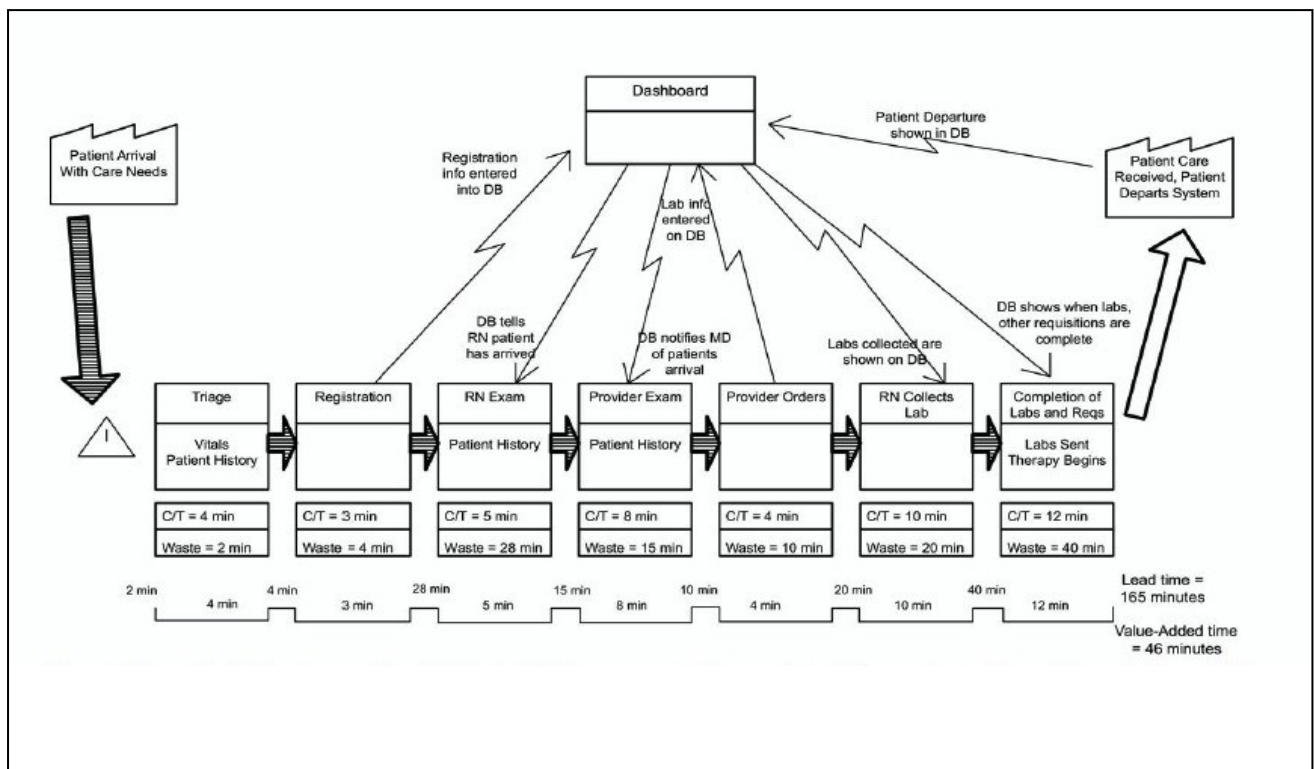 Dashboard
Patient Departure
shown in DB
Patient Arrival
With Care Needs
Registration
info entered
into DB
Patient Care
Received, Patient
Departs System
Lab info
entered
on DB
DB tells
RN patient
has arrived
DB notifies MD
of patients
arrival
Labs collected are
shown on DB
DB shows when labs,
other requisitions are
complete
I
Triage
Vitals
Patient History
C/T = 4 min
Waste = 2 min
Regiistration
C/T = 3 min
Waste = 4 min
RN Exam
Patient History
C/T = 5 min
Waste = 28 min
Provider Exam
Patient History
C/T = 8 min
Waste = 15 min
Provider Orders
C/T = 4 min
Waste = 10 min
RN Collects
Lab
C/T = 10 min
Waste = 20 min
Completion of
Labs and Reqs
Labs Sent
Therapy Begins
C/T = 12 min
Waste = 40 min
2 min
4 min
4 min
3 min
28 min
5 min
15 min
8 min
10 min
4 min
20 min
10 min
40 min
12 min
Lead time =
165 minutes
Value-Added time
= 46 minutes